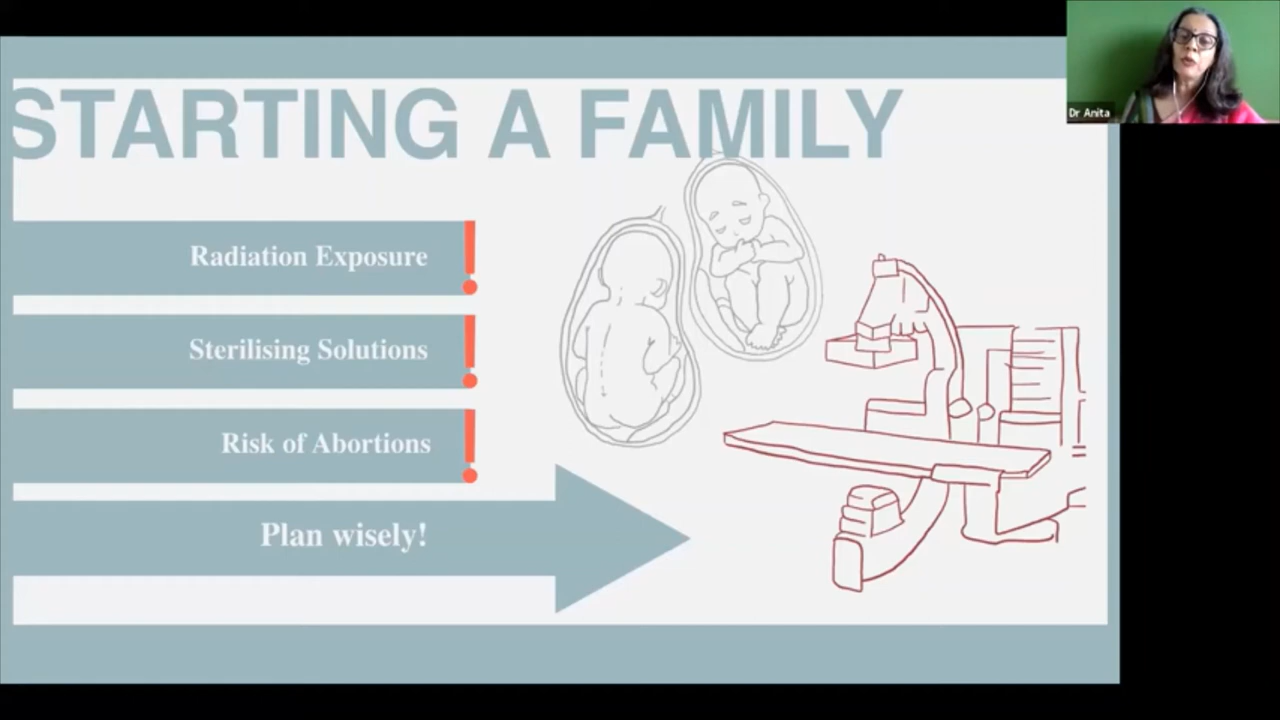 STARTING A FAMILY
Dr Anita
Radiation Exposure
Sterilising Solutions
Risk of Abortions
Plan wisely!